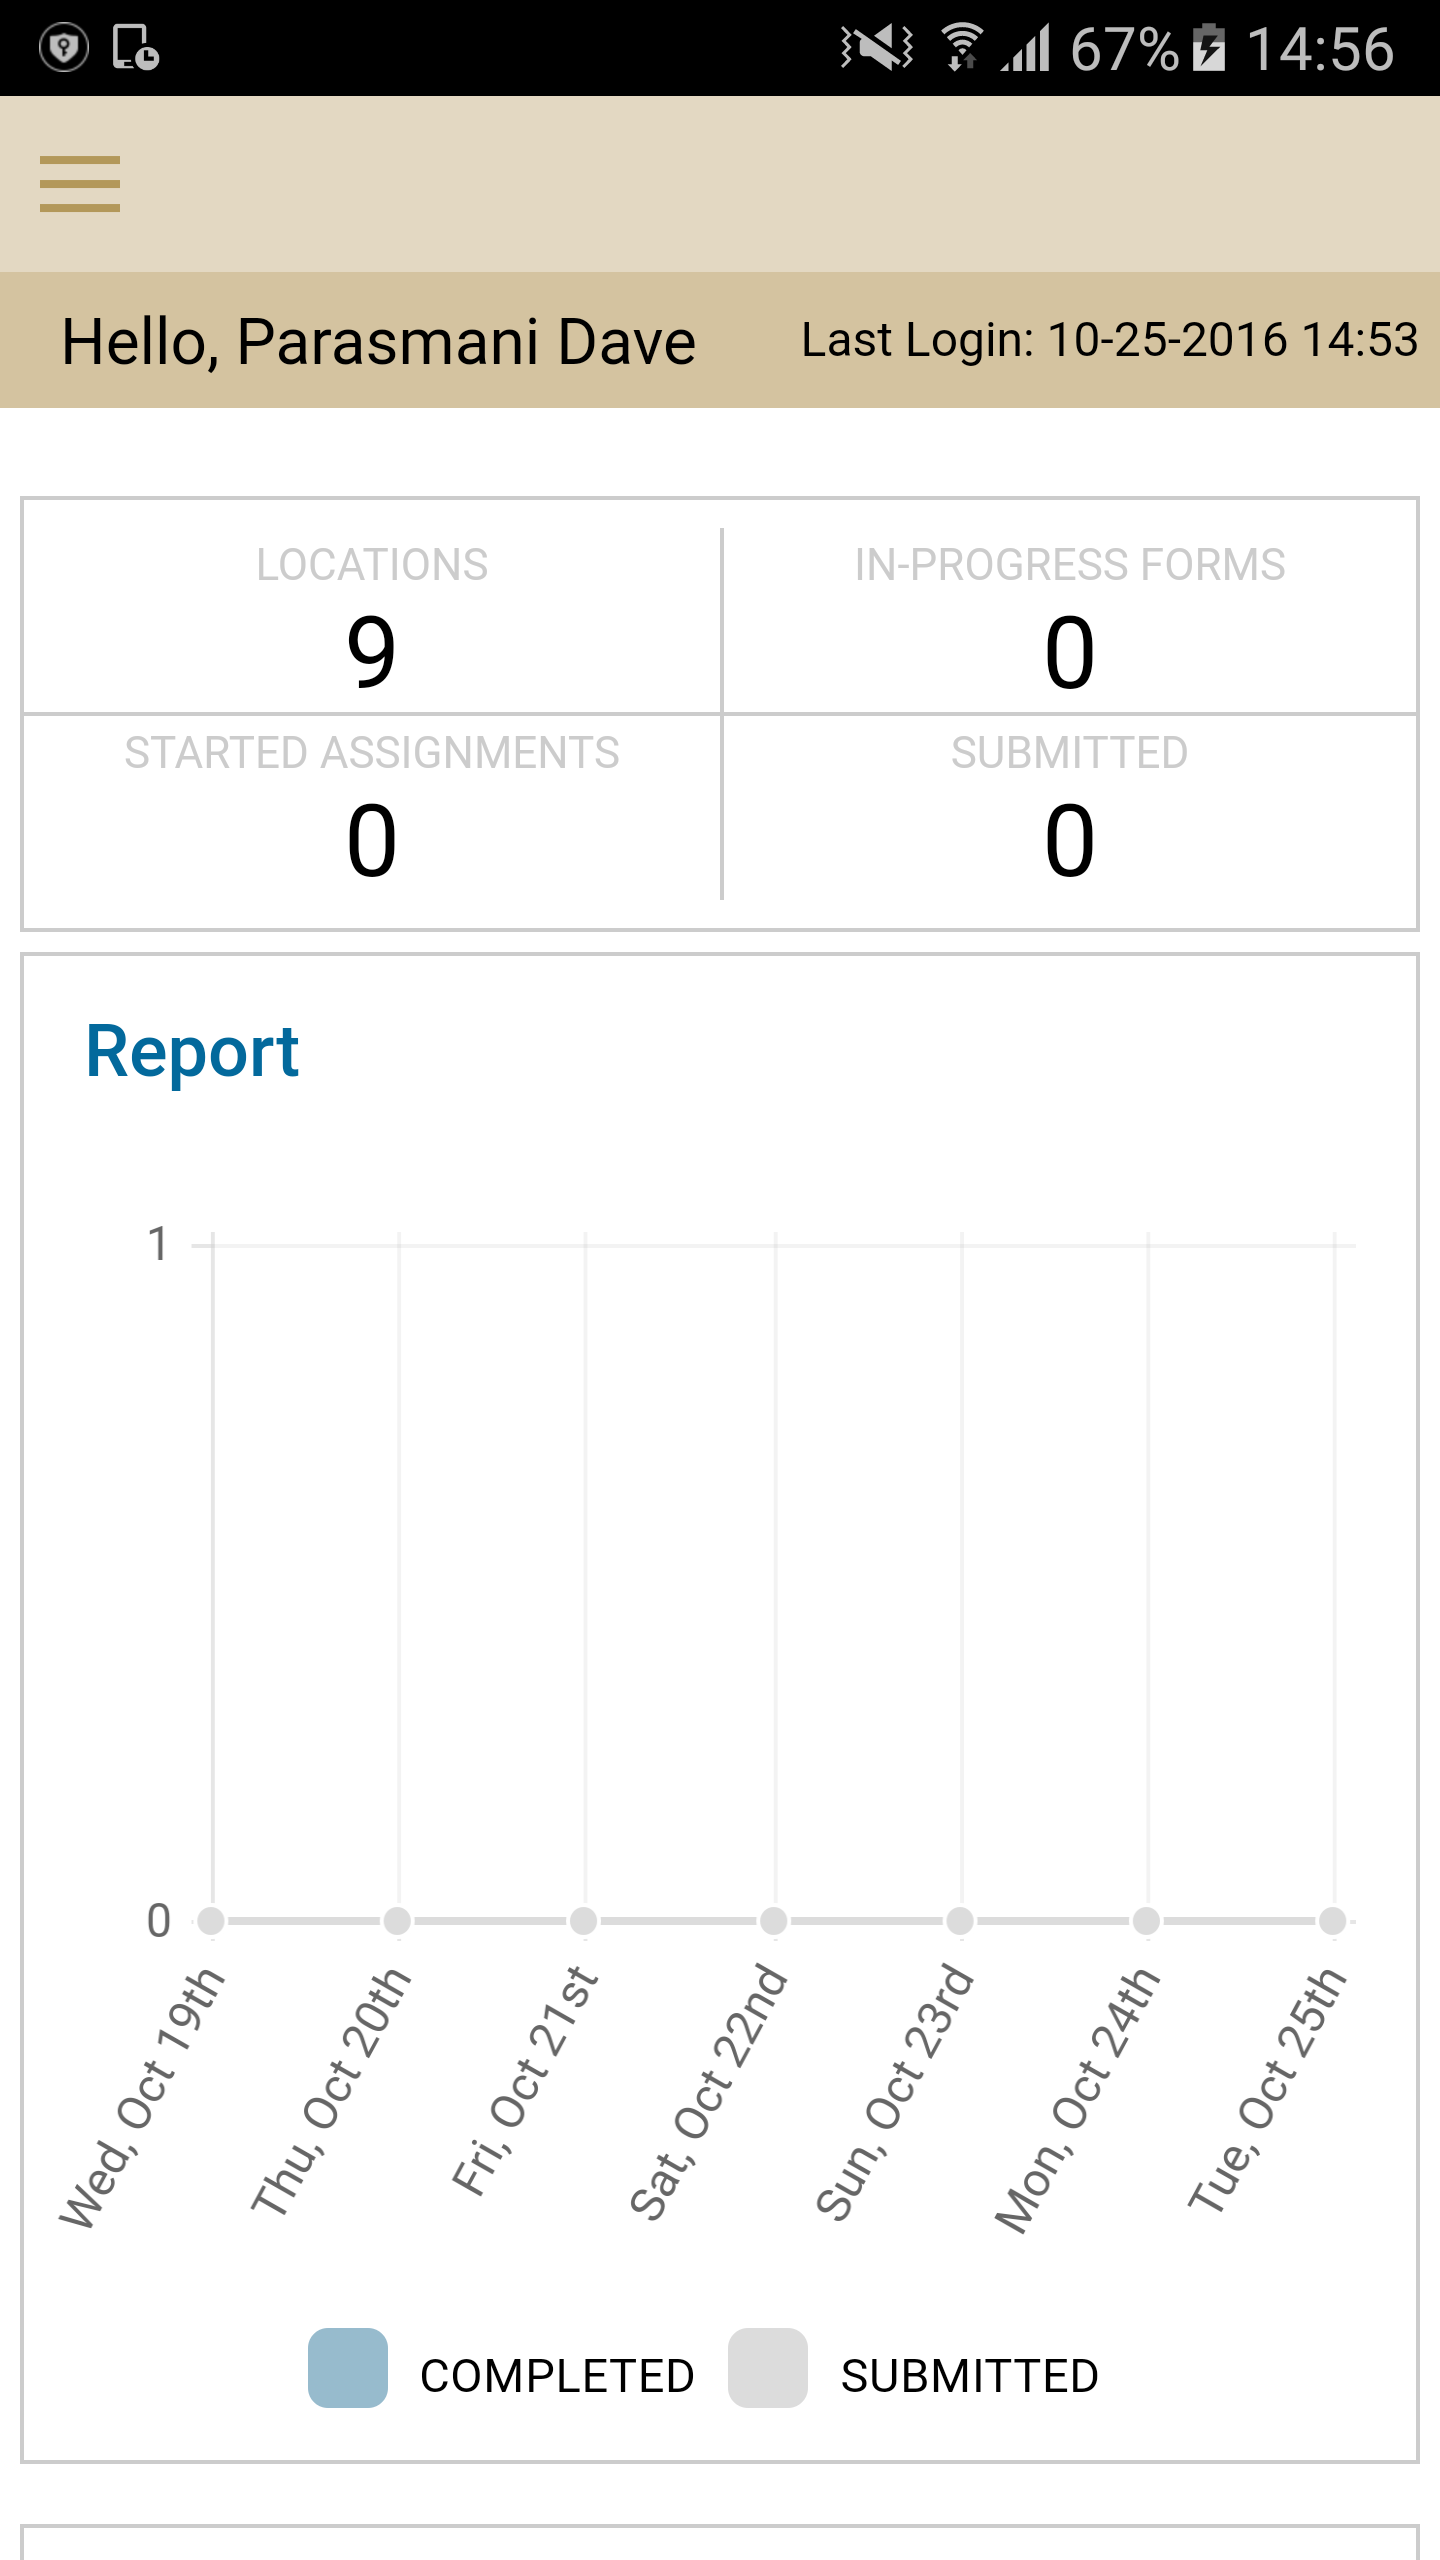 67% 14:56
Hello, Parasmani Dave Last Login: 10-25-2016 14:53
LOCATIONS IN-PROGRESS FORMS
9 0
STARTED ASSIGNMENTS SUBMITTED
0 0
Report
1
0
Wed, Oct 19th
Thu, Oct 20th
Fri, Oct 21st
Sat, Oct 22nd
Sun, Oct 23rd
Mon, Oct 24th
Tue, Oct 25th
COMPLETED SUBMITTED